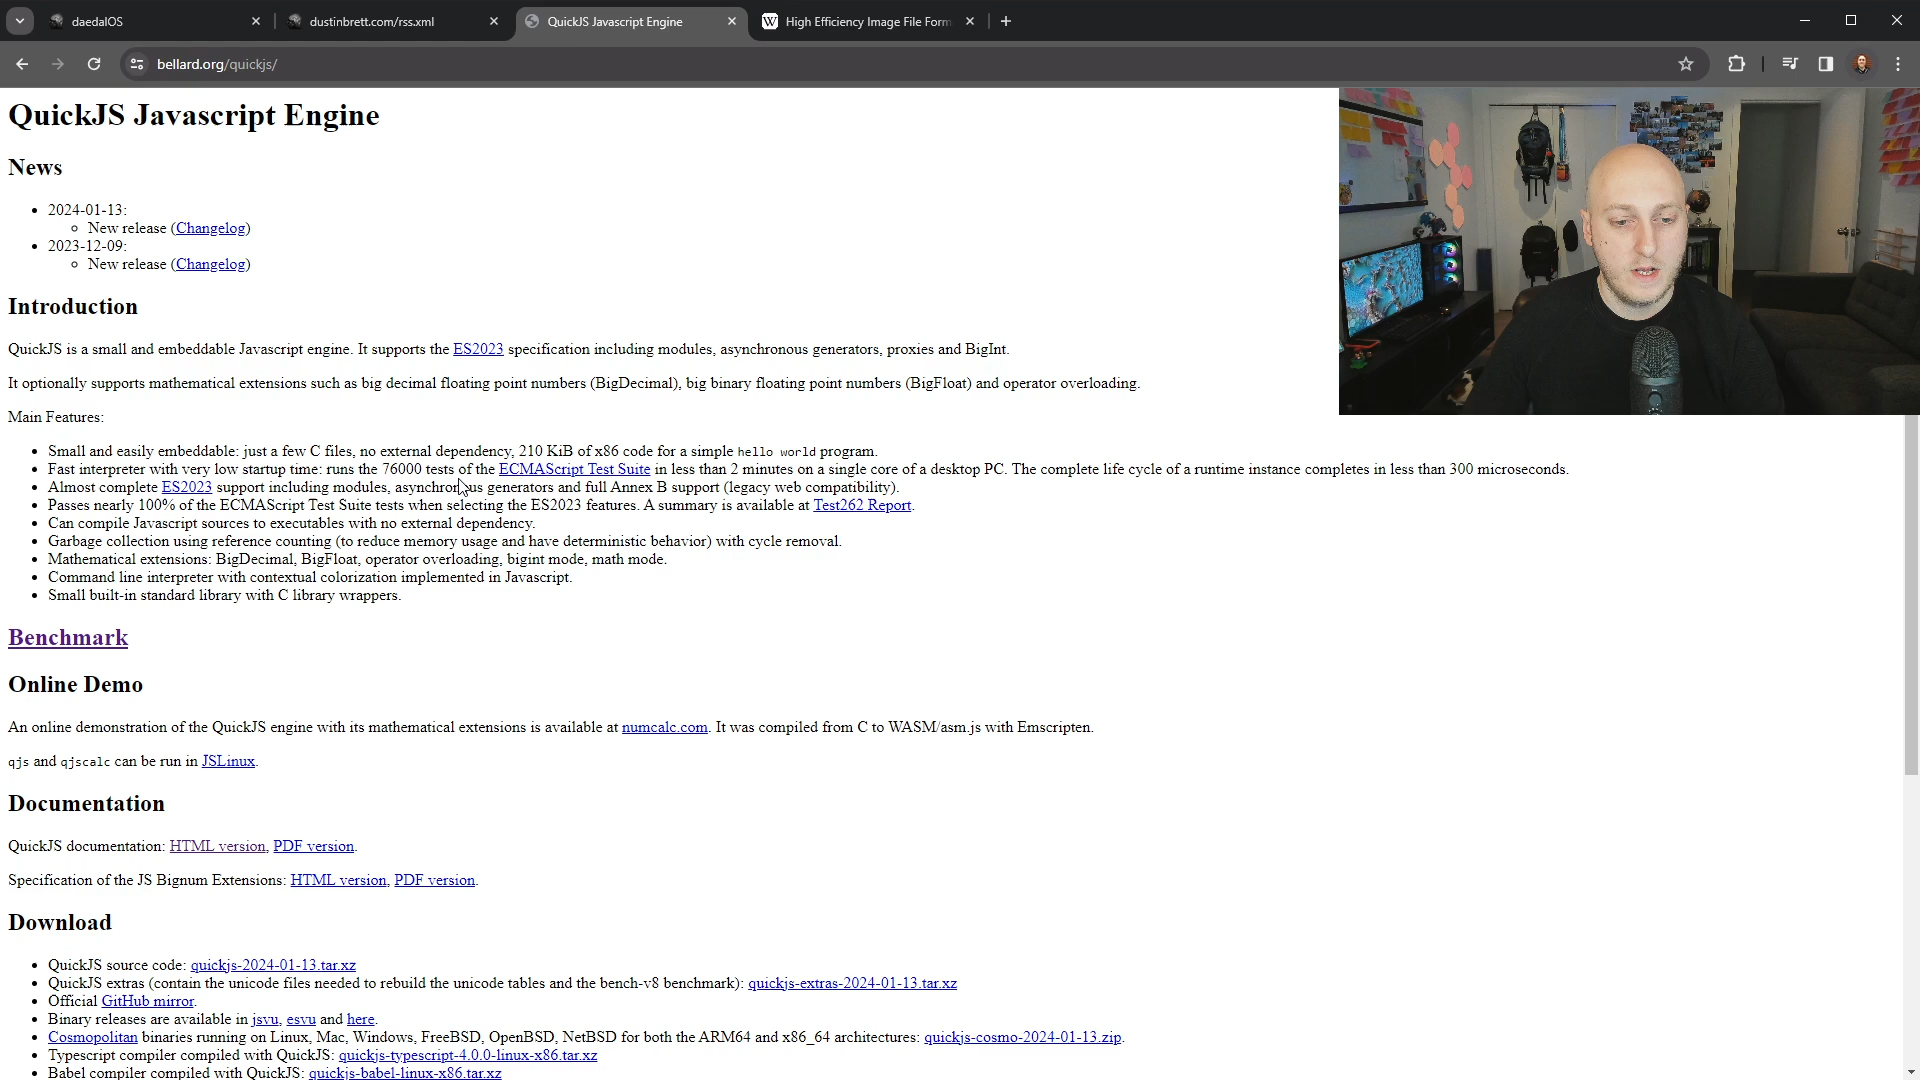 daedalOS
dustinbrett.com/rss.xml
QuickJS Javascript Engine
High Efficiency Image File Form
bellard.org/quickjs/
QuickJS Javascript Engine
News
2024-01-13:
New release (Changelog)
2023-12-09:
New release (Changelog)
Introduction
QuickJS is a small and embeddable Javascript engine. It supports the ES2023 specification including modules, asynchronous generators, proxies and BigInt.
It optionally supports mathematical extensions such as big decimal floating point numbers (BigDecimal), big binary floating point numbers (BigFloat) and operator overloading.
Main Features:
Small and easily embeddable: just a few C files, no external dependency, 210 KiB of x86 code for a simple hello world program.
Fast interpreter with very low startup time: runs the 76000 tests of the ECMAScript Test Suite in less than 2 minutes on a single core of a desktop PC. The complete life cycle of a runtime instance completes in less than 300 microseconds.
Almost complete ES2023 support including modules, asynchronous generators and full Annex B support (legacy web compatibility).
Passes nearly 100% of the ECMAScript Test Suite tests when selecting the ES2023 features. A summary is available at Test262 Report.
Can compile Javascript sources to executables with no external dependency.
Garbage collection using reference counting (to reduce memory usage and have deterministic behavior) with cycle removal.
Mathematical extensions: BigDecimal, BigFloat, operator overloading, bigint mode, math mode.
Command line interpreter with contextual colorization implemented in Javascript.
Small built-in standard library with C library wrappers.
Benchmark
Online Demo
An online demonstration of the QuickJS engine with its mathematical extensions is available at numcalc.com. It was compiled from C to WASM/asm.js with Emscripten.
qjs and qjscalc can be run in JSLinux.
Documentation
QuickJS documentation: HTML version, PDF version.
Specification of the JS Bignum Extensions: HTML version, PDF version.
Download
QuickJS source code: quickjs-2024-01-13.tar.xz
QuickJS extras (contain the unicode files needed to rebuild the unicode tables and the bench-v8 benchmark): quickjs-extras-2024-01-13.tar.xz
Official GitHub mirror.
Binary releases are available in jsvu, esvu and here.
Cosmopolitan binaries running on Linux, Mac, Windows, FreeBSD, OpenBSD, NetBSD for both the ARM64 and x86_64 architectures: quickjs-cosmo-2024-01-13.zip.
Typescript compiler compiled with QuickJS: quickjs-typescript-4.0.0-linux-x86.tar.xz
Babel compiler compiled with QuickJS: quickjs-babel-linux-x86.tar.xz